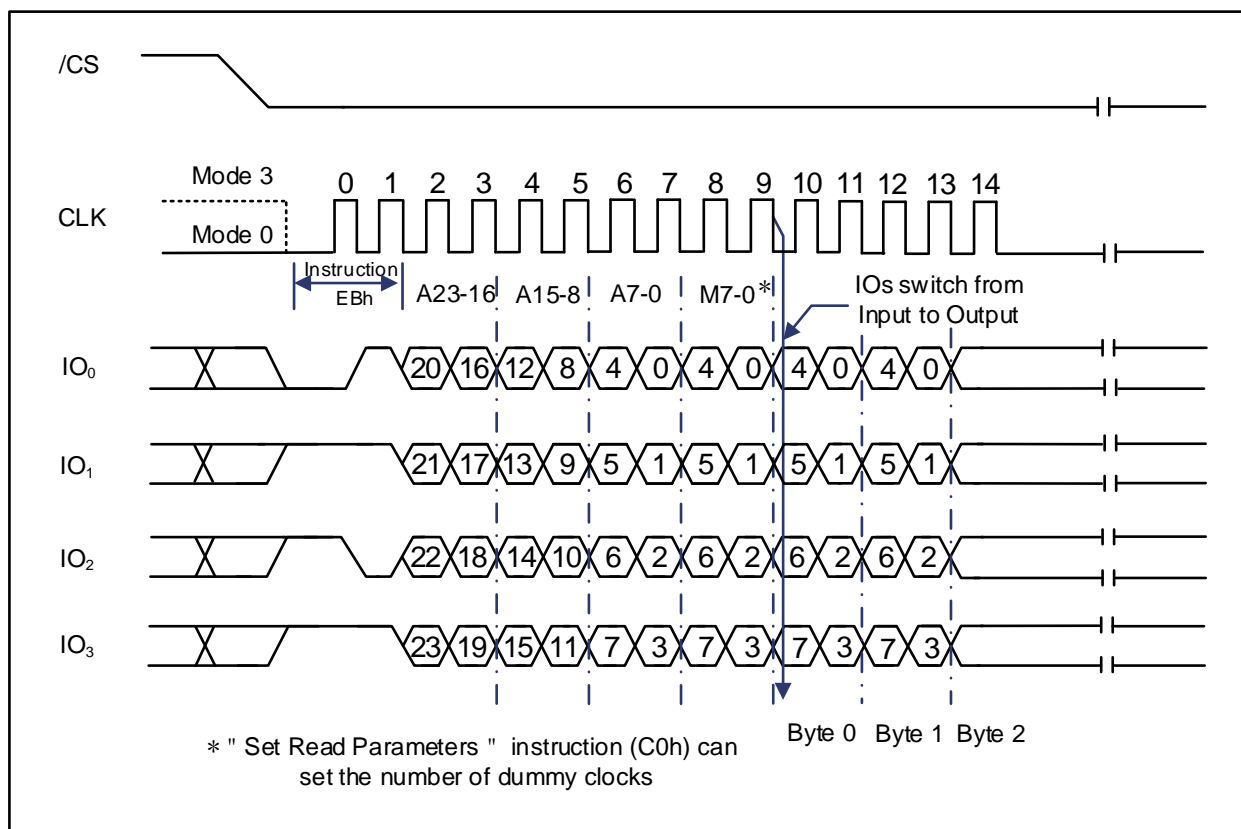 /CS
Mode 3
0 1 2 3 4 5 6 7 8 9 10 11 12 13 14
CLK
Mode 0
Instruction
EBh
A23-16 A15-8 A7-0 M7-0*
IOs switch from
Input to Output
IO₀ 20 16 12 8 4 0 4 0 4 0 4 0
IO₁ 21 17 13 9 5 1 5 1 5 1 5 1
IO₂ 22 18 14 10 6 2 6 2 6 2 6 2
IO₃ 23 19 15 11 7 3 7 3 7 3 7 3
Byte 0 Byte 1 Byte 2
* " Set Read Parameters " instruction (C0h) can
set the number of dummy clocks